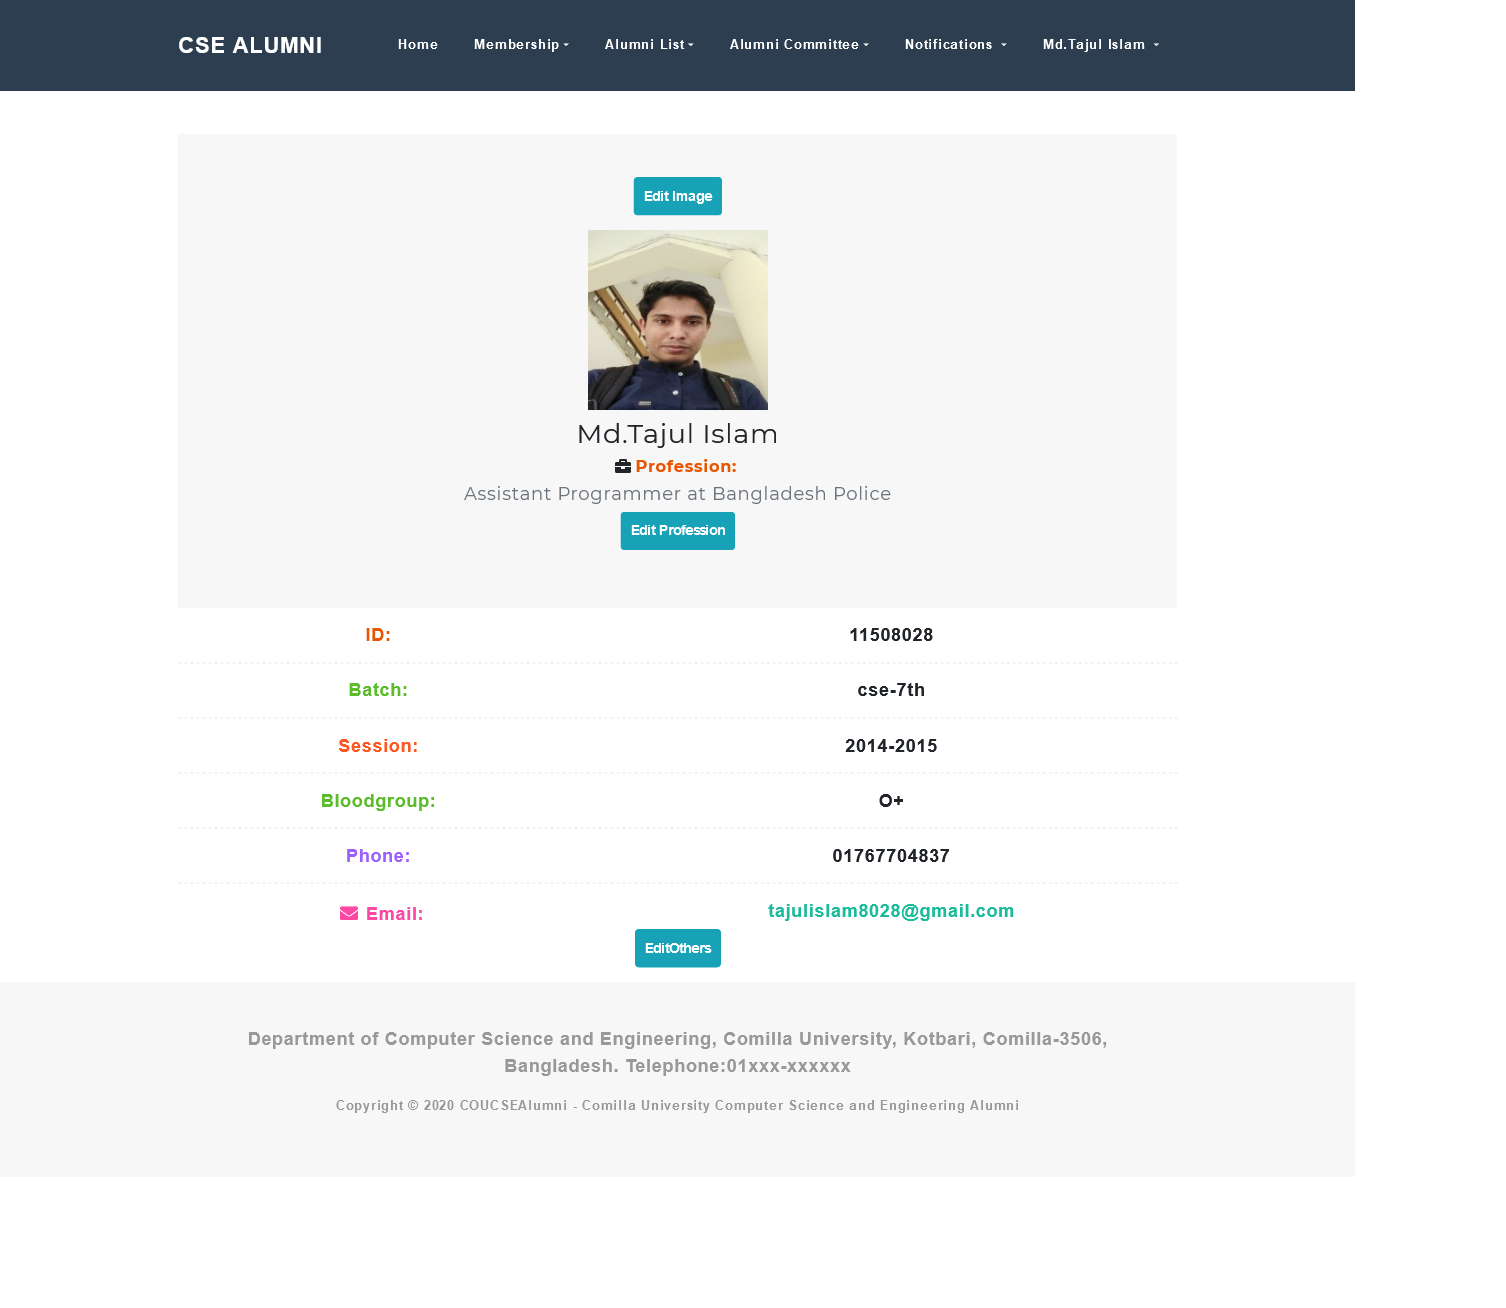 CSE ALUMNI Home Membership Alumni List Alumni Committee Notifications Md.Tajul Islam
Edit Image
Md.Tajul Islam
Profession:
Assistant Programmer at Bangladesh Police
Edit Profession
ID: 11508028
Batch: cse-7th
Session: 2014-2015
Bloodgroup: O+
Phone: 01767704837
Email: tajulislam8028@gmail.com
EditOthers
Department of Computer Science and Engineering, Comilla University, Kotbari, Comilla-3506,
Bangladesh. Telephone:01xxx-xxxxxx
Copyright © 2020 COUCSEAlumni - Comilla University Computer Science and Engineering Alumni